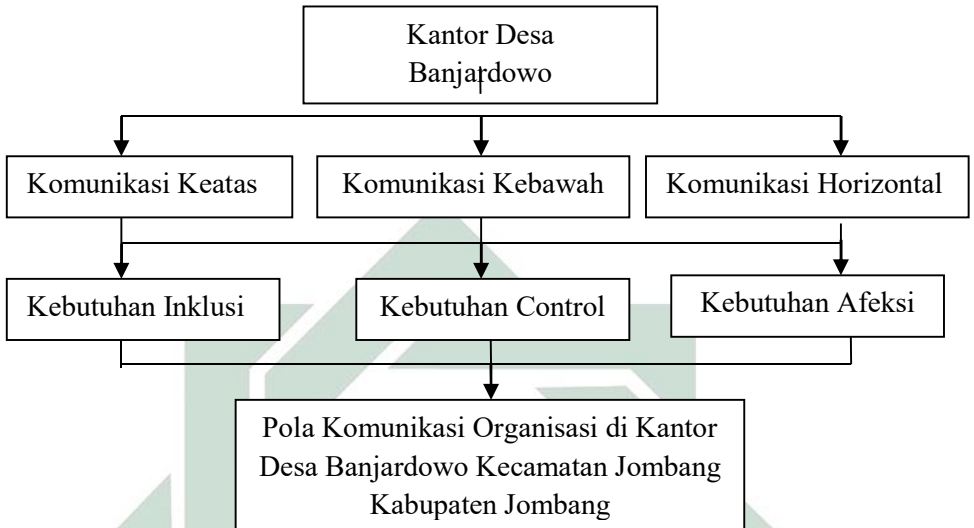 Kantor Desa
Banjardowo
Komunikasi Keatas
Komunikasi Kebawah
Komunikasi Horizontal
Kebutuhan Inklusi
Kebutuhan Control
Kebutuhan Afeksi
Pola Komunikasi Organisasi di Kantor
Desa Banjardowo Kecamatan Jombang
Kabupaten Jombang